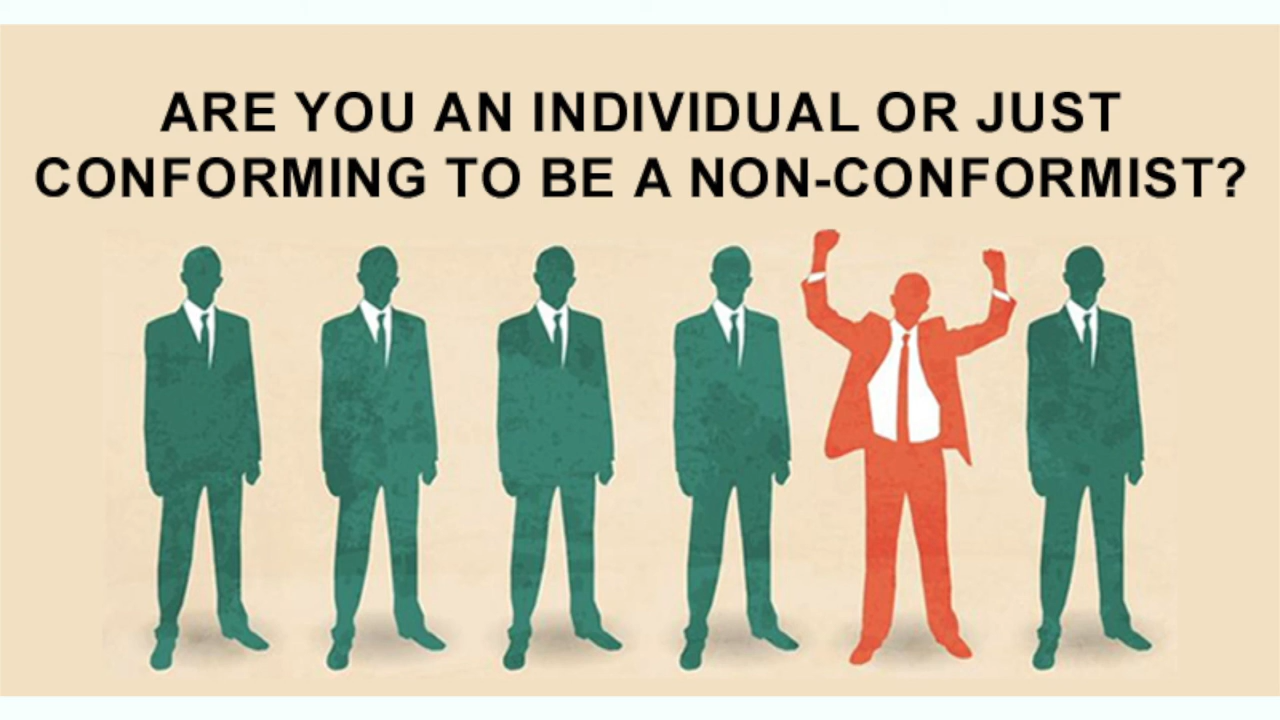 ARE YOU AN INDIVIDUAL OR JUST
CONFORMING TO BE A NON-CONFORMIST?